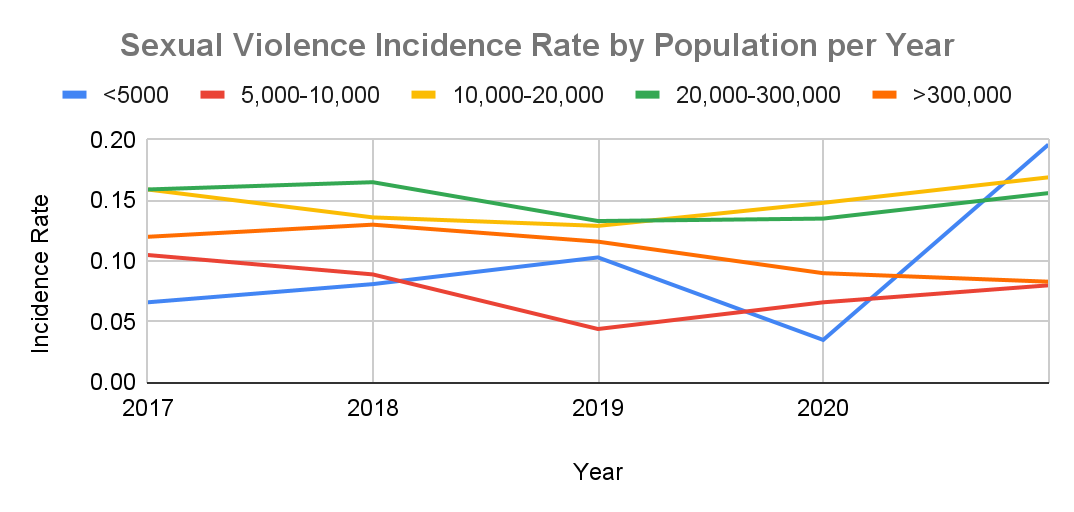 Sexual Violence Incidence Rate by Population per Year
<5000 5,000-10,000 10,000-20,000 20,000-300,000 >300,000
0.20
0.15
0.10
0.05
0.00
Incidence Rate
2017 2018 2019 2020
Year